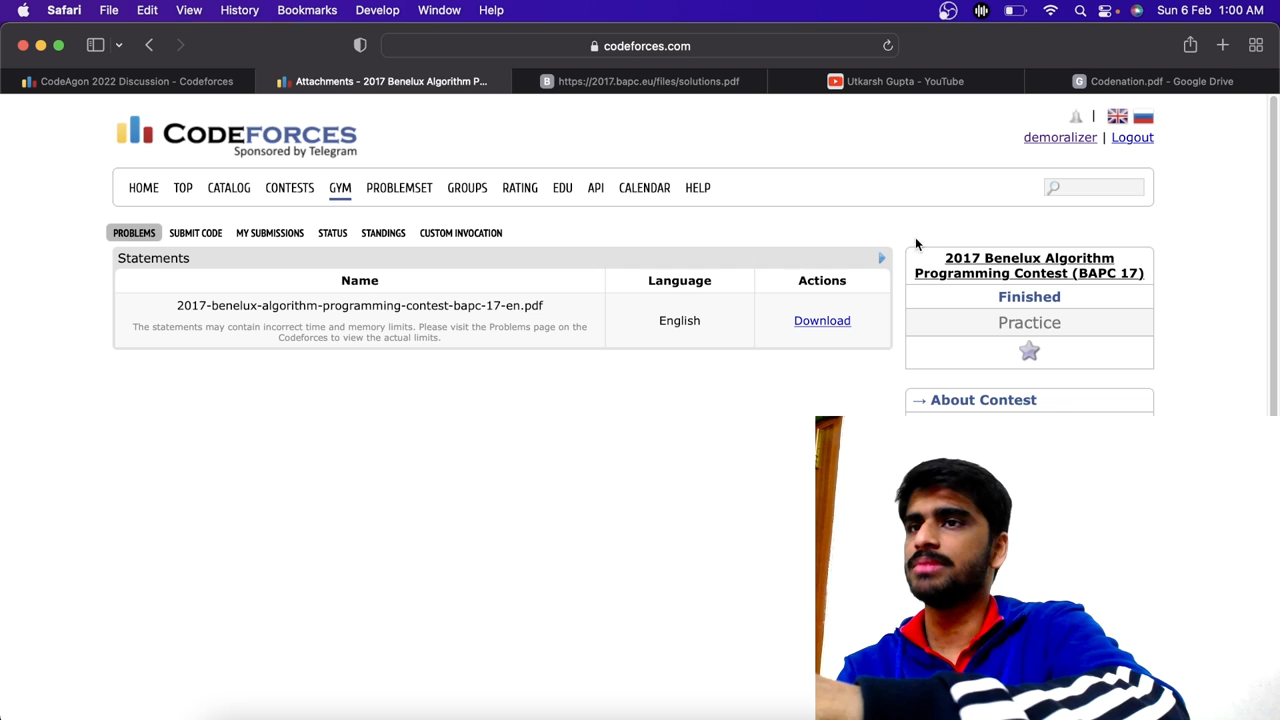 Safari File Edit View History Bookmarks Develop Window Help Sun 6 Feb 1:00 AM
codeforces.com
CodeAgon 2022 Discussion - Codeforces Attachments - 2017 Benelux Algorithm P... B https://2017.bapc.eu/files/solutions.pdf Utkarsh Gupta - YouTube G Codenation.pdf - Google Drive
CODEFORCES
Sponsored by Telegram
demoralizer | Logout
HOME TOP CATALOG CONTESTS GYM PROBLEMSET GROUPS RATING EDU API CALENDAR HELP
PROBLEMS SUBMIT CODE MY SUBMISSIONS STATUS STANDINGS CUSTOM INVOCATION
Statements
Name Language Actions
2017-benelux-algorithm-programming-contest-bapc-17-en.pdf
The statements may contain incorrect time and memory limits. Please visit the Problems page on the
Codeforces to view the actual limits.
English
Download
2017 Benelux Algorithm
Programming Contest (BAPC 17)
Finished
Practice
→ About Contest